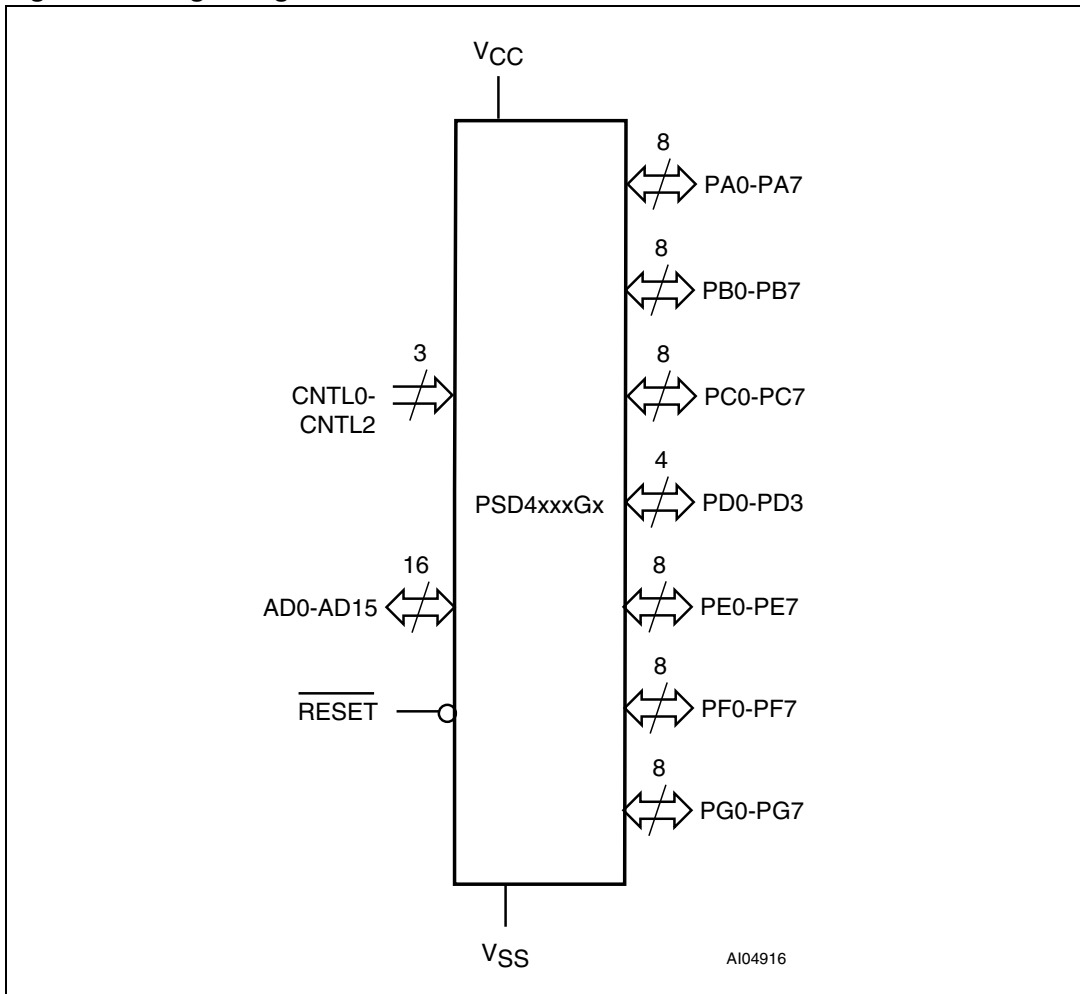 VCC
8
PA0-PA7
8
PB0-PB7
3
CNTL0-
CNTL2
8
PC0-PC7
4
PSD4xxxGx
PD0-PD3
16
AD0-AD15
8
PE0-PE7
RESET
8
PF0-PF7
8
PG0-PG7
VSS
AI04916